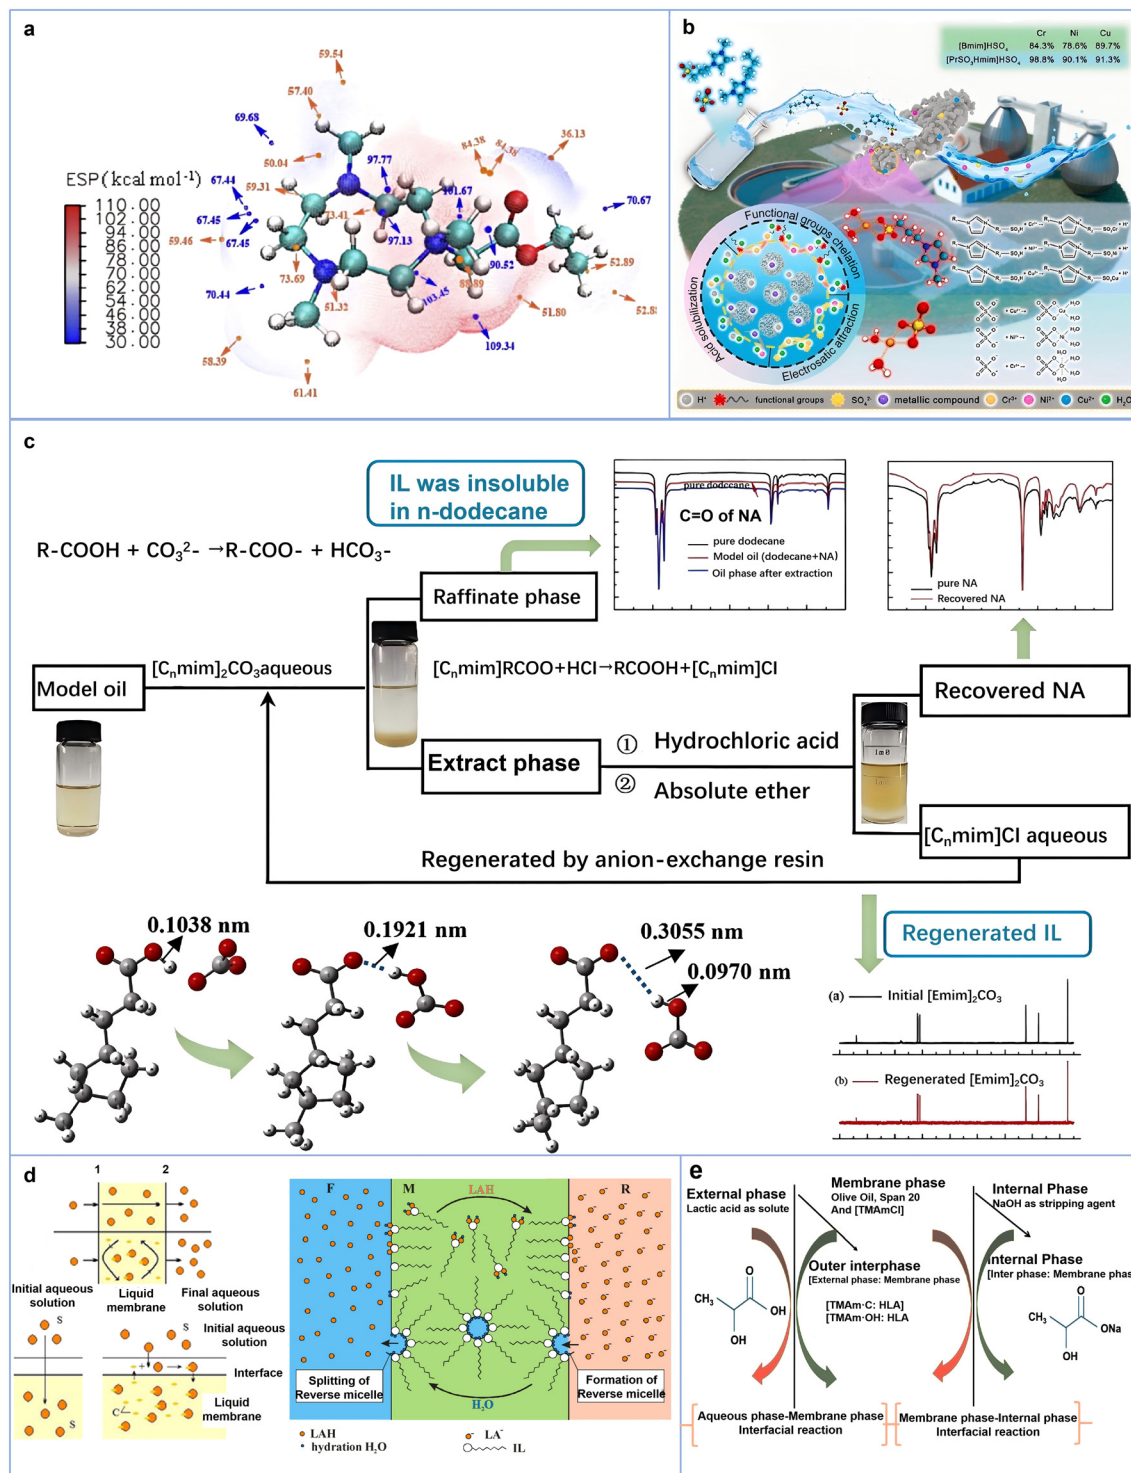 a
ESP(kcal mol⁻¹)
110.00
102.00
94.00
86.00
78.00
70.00
62.00
54.00
46.00
38.00
30.00
59.54
57.40
69.68
50.04
67.44
59.31
67.45
59.46
67.45
70.44
73.69
51.32
58.39
61.41
97.77
73.41
97.13
101.67
84.38
84.38
36.13
70.67
90.52
88.89
103.45
109.34
51.80
52.89
52.88
b
Cr Ni Cu
[Bmim]HSO₄ 84.3% 78.6% 89.7%
[PrSO₃Hmim]HSO₄ 98.8% 90.1% 91.3%
Functional groups chelation
Acid solubilization
Electrosatic attraction
H⁺ functional groups SO₄²⁻ metallic compound Cr³⁺ Ni²⁺ Cu²⁺ H₂O
c
IL was insoluble
in n-dodecane
R-COOH + CO₃²- →R-COO- + HCO₃-
Raffinate phase
pure dodecane
C=O of NA
pure dodecane
Model oil (dodecane+NA)
Oil phase after extraction
pure NA
Recovered NA
Model oil
[Cₙmim]₂CO₃aqueous
[Cₙmim]RCOO+HCI→RCOOH+[Cₙmim]CI
Recovered NA
Extract phase
① Hydrochloric acid
② Absolute ether
[Cₙmim]CI aqueous
Regenerated by anion-exchange resin
Regenerated IL
0.1038 nm
0.1921 nm
0.3055 nm
0.0970 nm
(a) Initial [Emim]₂CO₃
(b) Regenerated [Emim]₂CO₃
d
1 2
Initial aqueous
solution
Liquid
membrane
Final aqueous
solution
S
S
Initial aqueous
solution
Interface
Liquid
membrane
C
S
F M R
LAH
H₂O
Splitting of
Reverse micelle
Formation of
Reverse micelle
LAH
hydration H₂O
LA⁻
IL
e
External phase
Lactic acid as solute
Membrane phase
Olive Oil, Span 20
And [TMAmCl]
Internal Phase
NaOH as stripping agent
Outer interphase
[External phase: Membrane phase
[TMAm·C: HLA]
[TMAm·OH: HLA
Internal Phase
[Inter phase: Membrane phas
CH₃
O
OH
OH
CH₃
O
ONa
OH
Aqueous phase-Membrane phase
Interfacial reaction
Membrane phase-Internal phase
Interfacial reaction